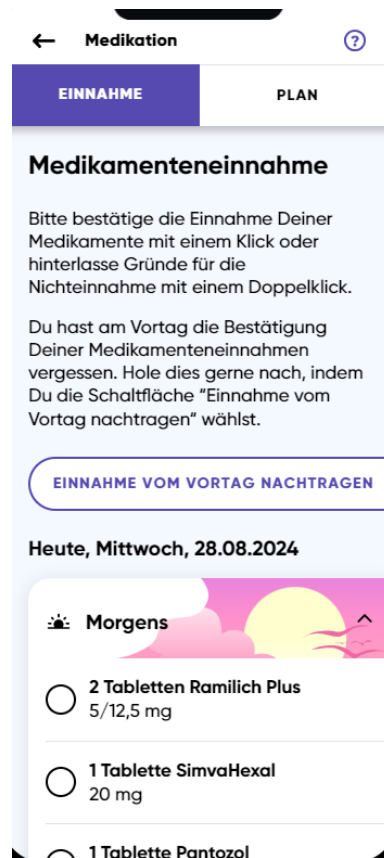 Medikation
?
EINNAHME
PLAN
Medikamenteneinnahme
Bitte bestätige die Einnahme Deiner
Medikamente mit einem Klick oder
hinterlasse Gründe für die
Nichteinnahme mit einem Doppelklick.
Du hast am Vortag die Bestätigung
Deiner Medikamenteneinnahmen
vergessen. Hole dies gerne nach, indem
Du die Schaltfläche "Einnahme vom
Vortag nachtragen" wählst.
EINNAHME VOM VORTAG NACHTRAGEN
Heute, Mittwoch, 28.08.2024
Morgens
2 Tabletten Ramilich Plus
5/12,5 mg
1 Tablette SimvaHexal
20 mg
1 Tablette Pantozol